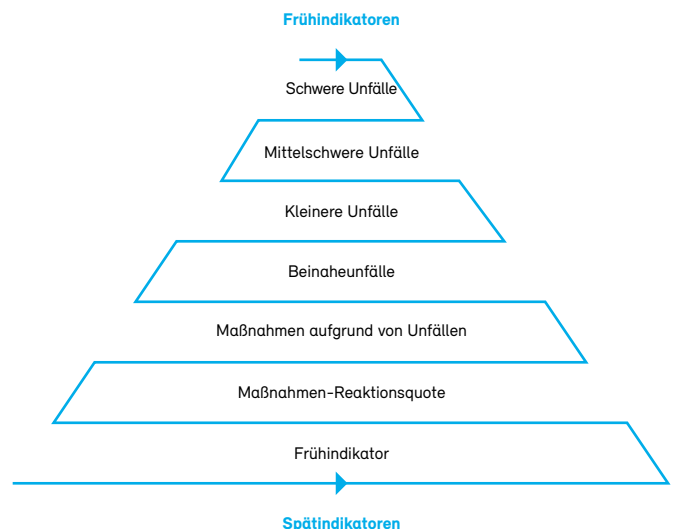 Frühindikatoren
Schwere Unfälle
Mittelschwere Unfälle
Kleinere Unfälle
Beinaheunfälle
Maßnahmen aufgrund von Unfällen
Maßnahmen-Reaktionsquote
Frühindikator
Spätindikatoren